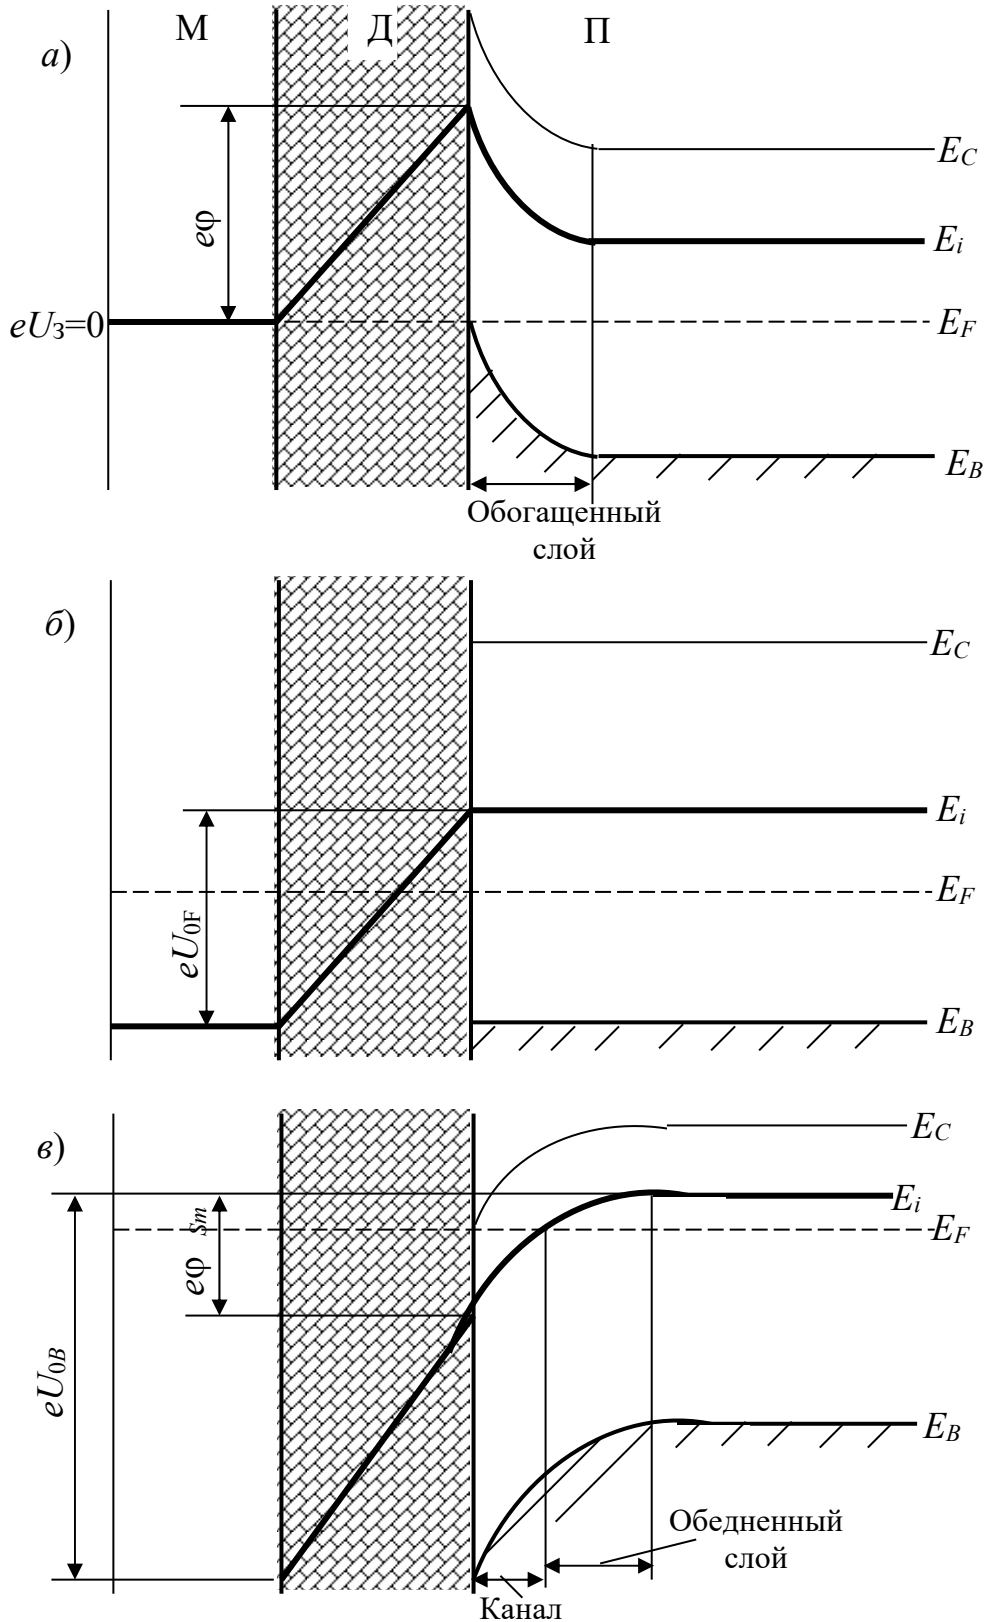 а)
М
Д
П
eφ
E_C
E_i
eU_З=0
E_F
E_B
Обогащенный
слой
б)
E_C
E_i
E_F
eU_0F
E_B
в)
E_C
E_i
eφ_Sm
E_F
eU_0B
E_B
Обедненный
слой
Канал